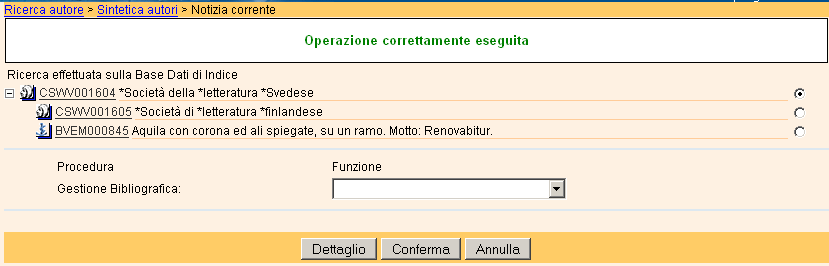 Ricerca autore > Sintetica autori > Notizia corrente
Operazione correttamente eseguita
Ricerca effettuata sulla Base Dati di Indice
CSWV001604 *Società della *letteratura *Svedese
CSWV001605 *Società di *letteratura *finlandese
BVEM000845 Aquila con corona ed ali spiegate, su un ramo. Motto: Renovabitur.
Procedura Funzione
Gestione Bibliografica:
Dettaglio Conferma Annulla